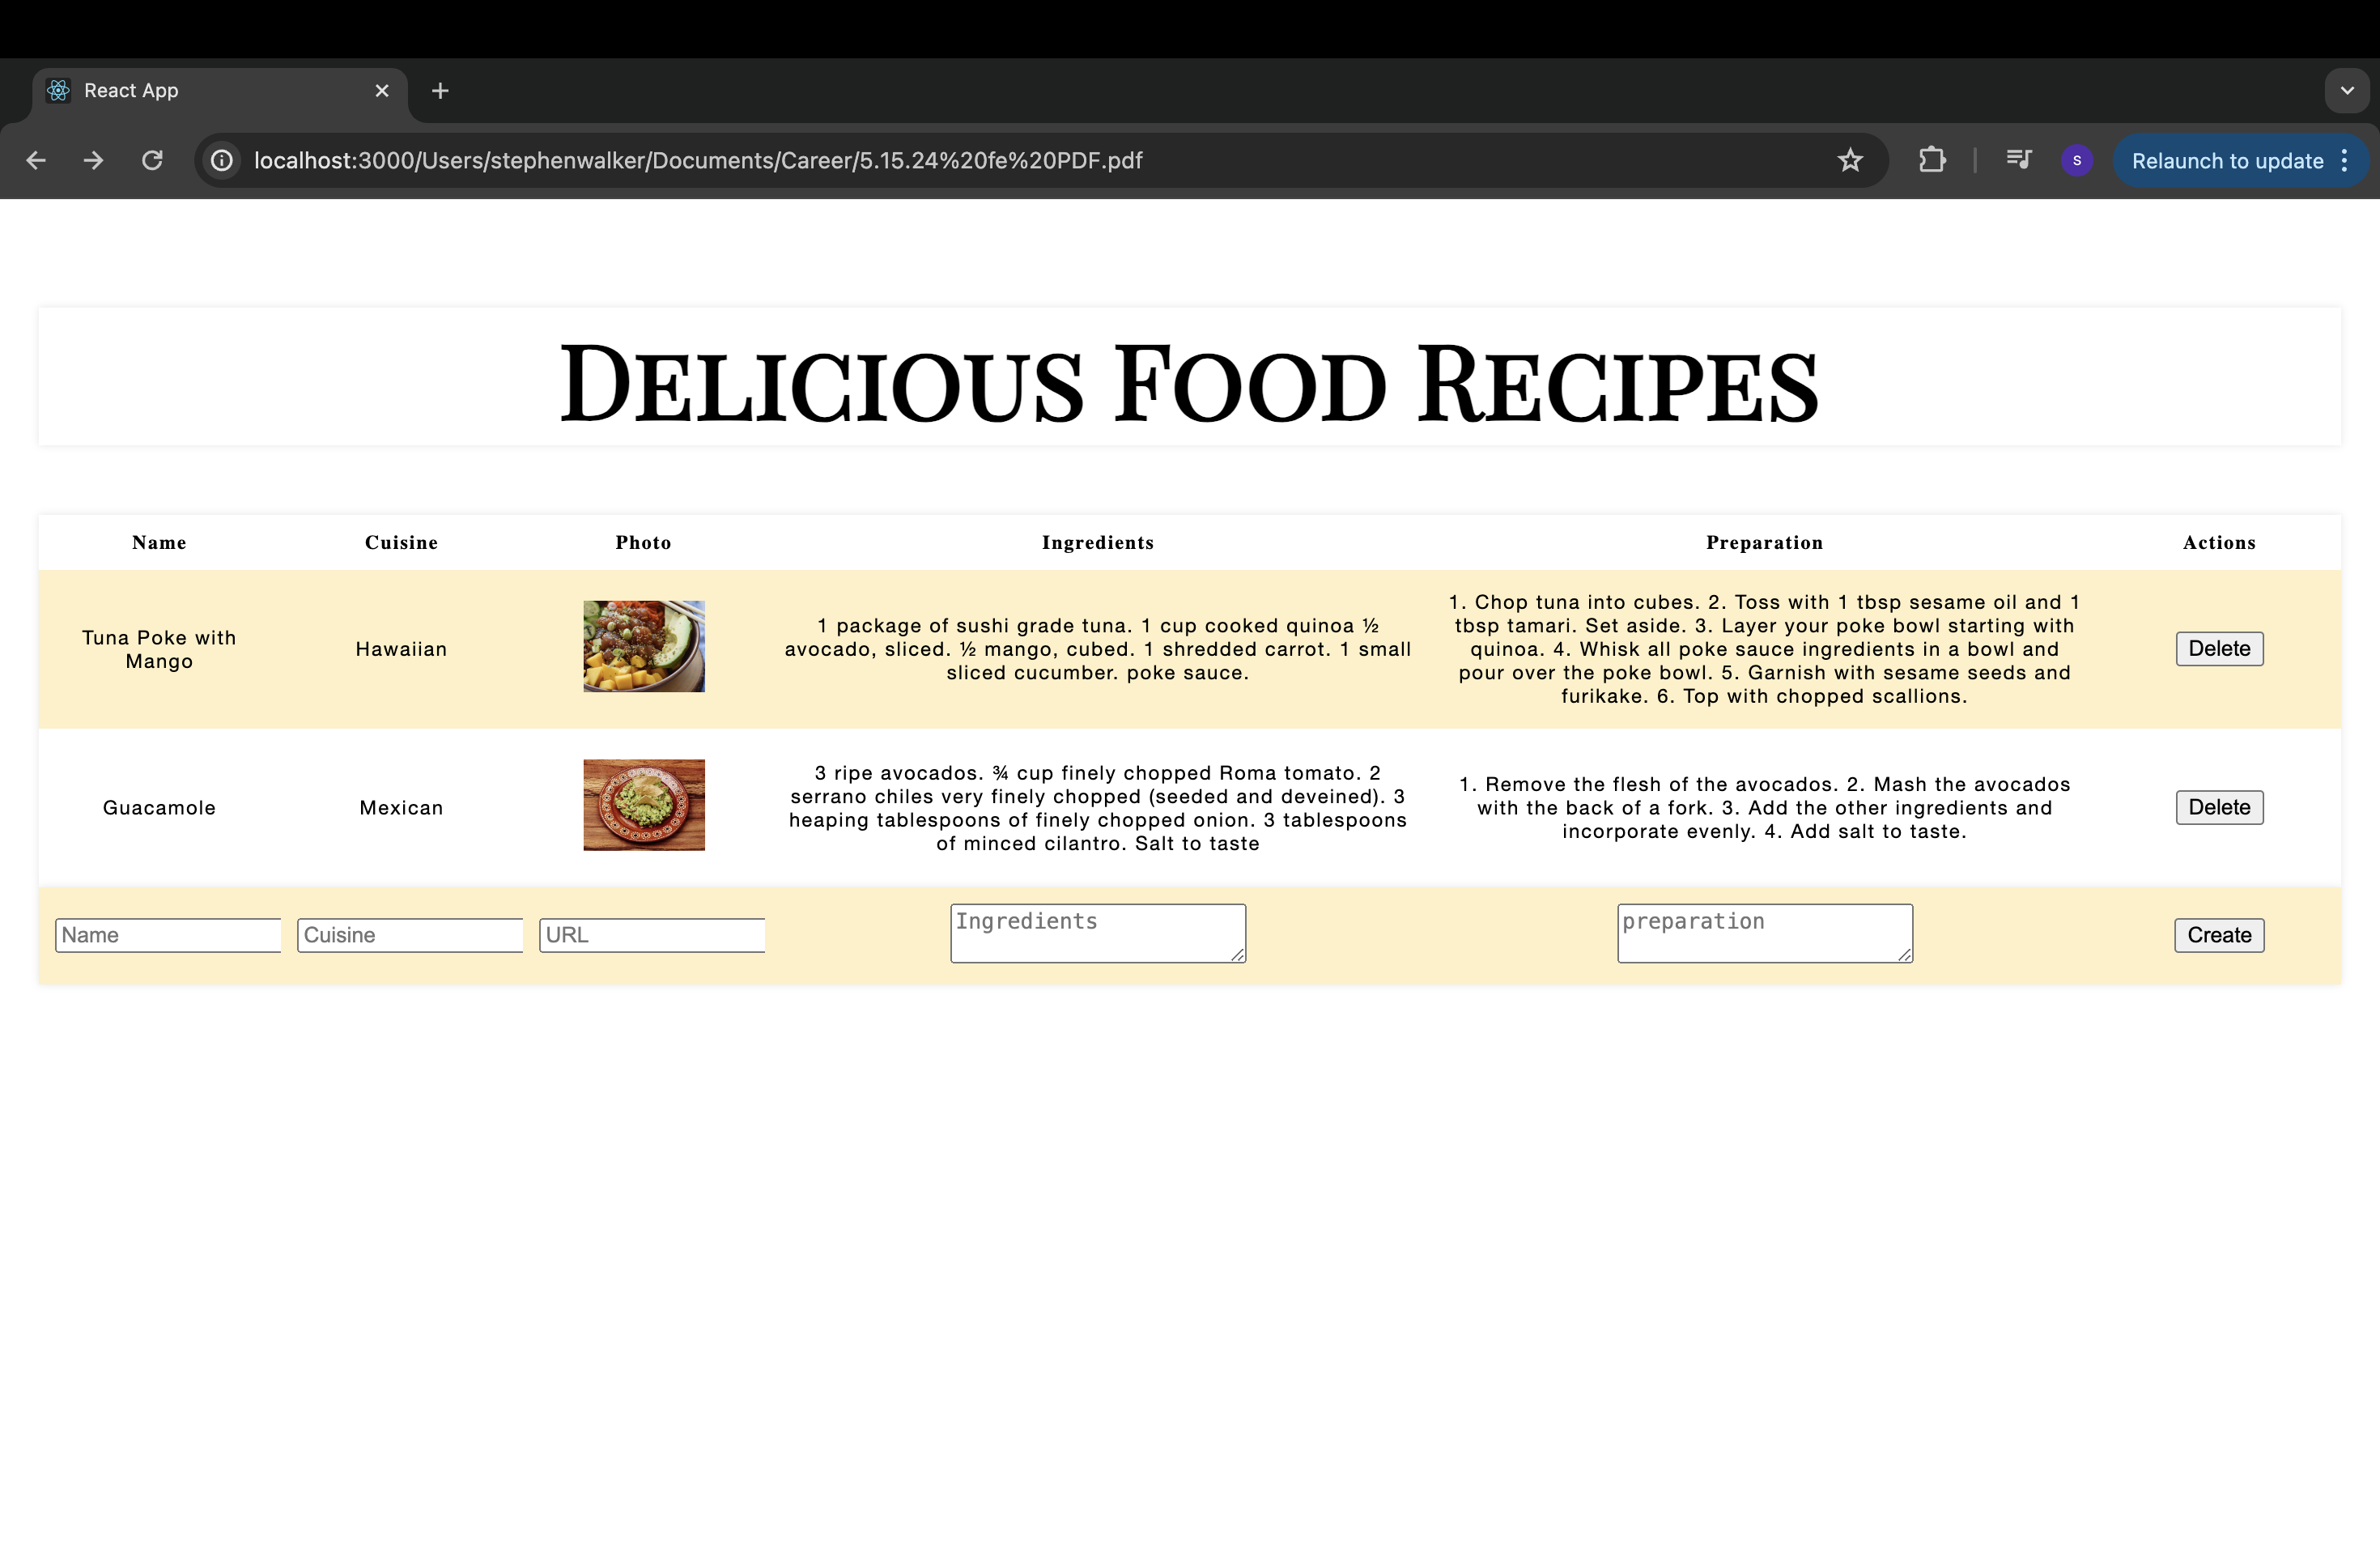 React App
localhost:3000/Users/stephenwalker/Documents/Career/5.15.24%20fe%20PDF.pdf
S
Relaunch to update
Delicious Food Recipes
Name Cuisine Photo Ingredients Preparation Actions
Tuna Poke with
Mango
Hawaiian
1 package of sushi grade tuna. 1 cup cooked quinoa ½
avocado, sliced. ½ mango, cubed. 1 shredded carrot. 1 small
sliced cucumber. poke sauce.
1. Chop tuna into cubes. 2. Toss with 1 tbsp sesame oil and 1
tbsp tamari. Set aside. 3. Layer your poke bowl starting with
quinoa. 4. Whisk all poke sauce ingredients in a bowl and
pour over the poke bowl. 5. Garnish with sesame seeds and
furikake. 6. Top with chopped scallions.
Delete
Guacamole
Mexican
3 ripe avocados. ¾ cup finely chopped Roma tomato. 2
serrano chiles very finely chopped (seeded and deveined). 3
heaping tablespoons of finely chopped onion. 3 tablespoons
of minced cilantro. Salt to taste
1. Remove the flesh of the avocados. 2. Mash the avocados
with the back of a fork. 3. Add the other ingredients and
incorporate evenly. 4. Add salt to taste.
Delete
Name Cuisine URL Ingredients preparation Create